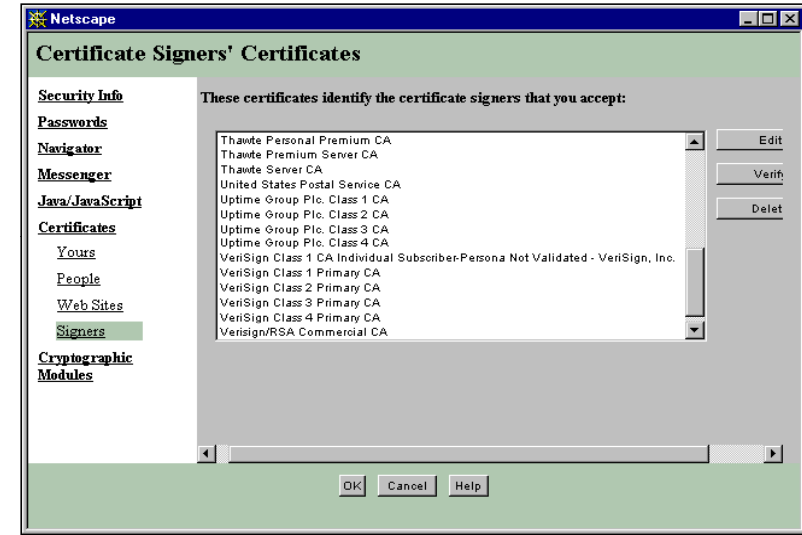 Netscape
Certificate Signers' Certificates
Security Info
Passwords
Navigator
Messenger
Java/JavaScript
Certificates
Yours
People
Web Sites
Signers
Cryptographic
Modules
These certificates identify the certificate signers that you accept:
Thawte Personal Premium CA
Thawte Premium Server CA
Thawte Server CA
United States Postal Service CA
Uptime Group Plc. Class 1 CA
Uptime Group Plc. Class 2 CA
Uptime Group Plc. Class 3 CA
Uptime Group Plc. Class 4 CA
VeriSign Class 1 CA Individual Subscriber-Persona Not Validated - VeriSign, Inc.
VeriSign Class 1 Primary CA
VeriSign Class 2 Primary CA
VeriSign Class 3 Primary CA
VeriSign Class 4 Primary CA
Verisign/RSA Commercial CA
Edit
Verify
Delet
OK Cancel Help